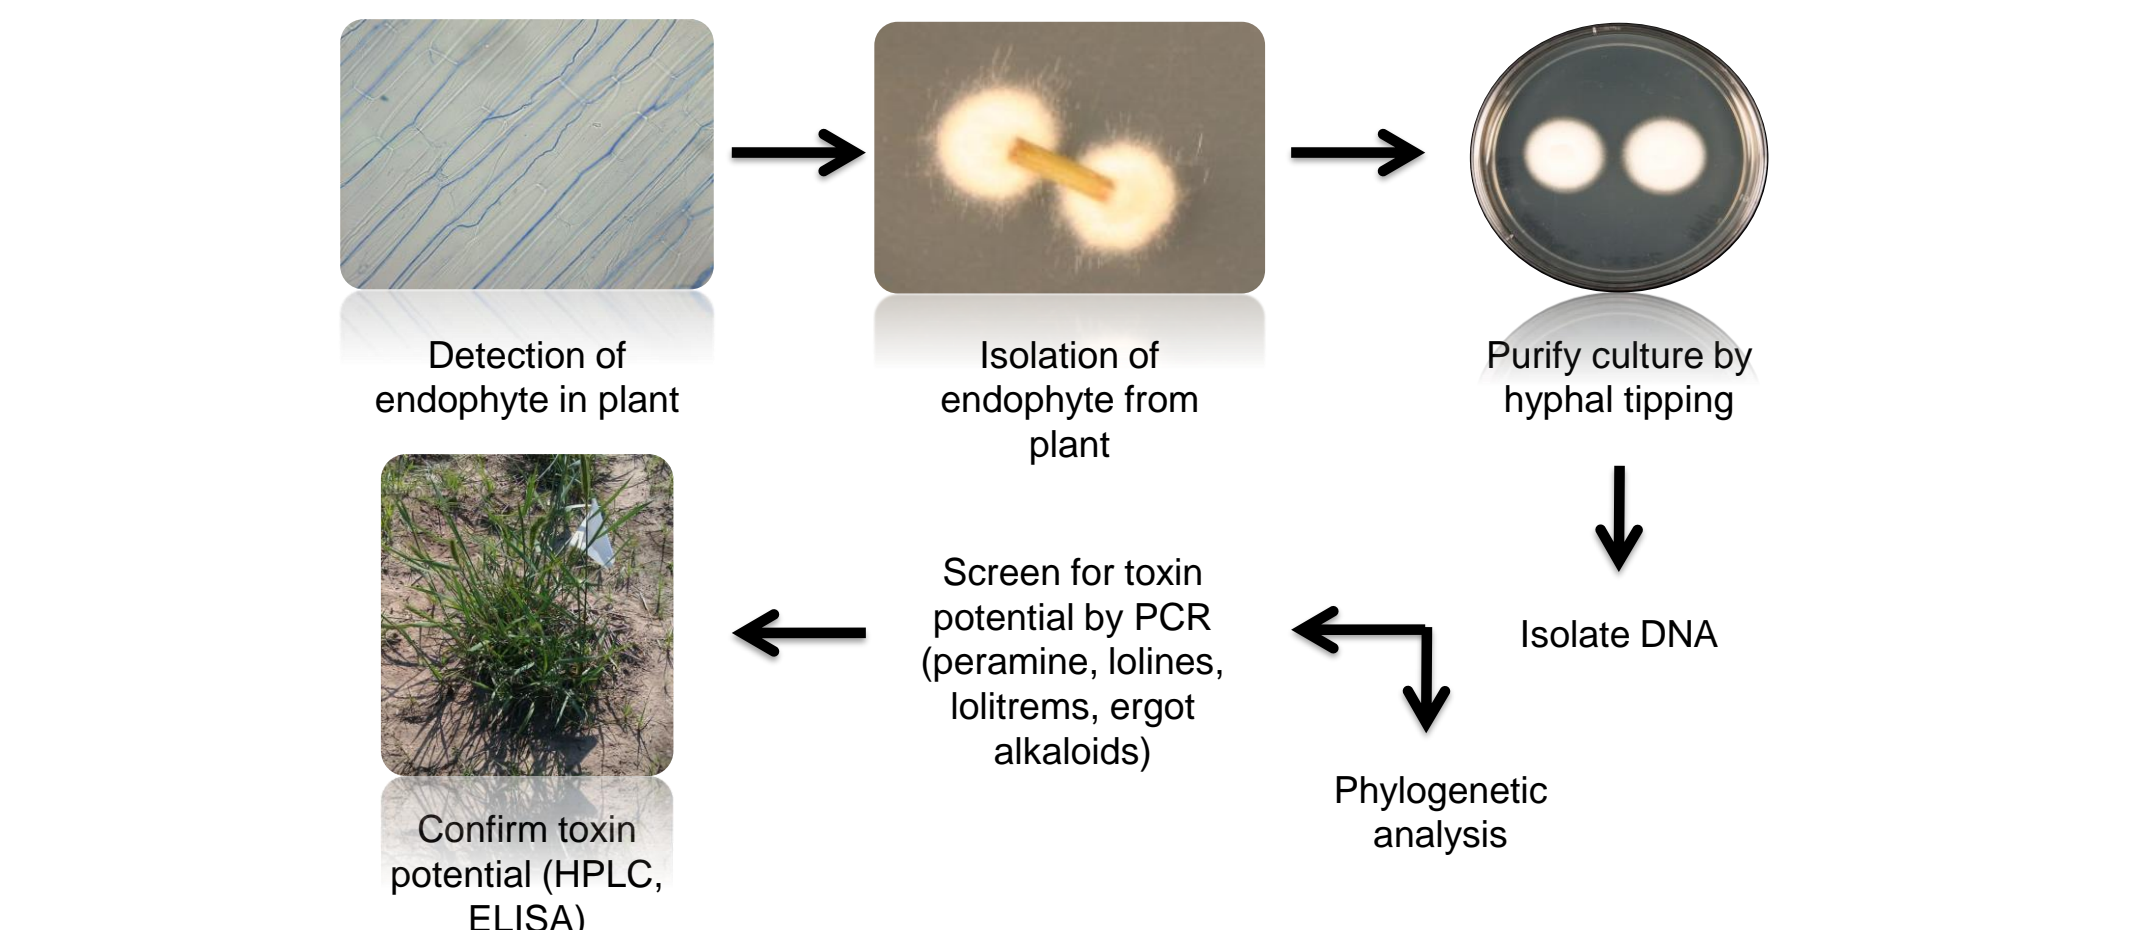 Detection of
endophyte in plant
Isolation of
endophyte from
plant
Purify culture by
hyphal tipping
Isolate DNA
Screen for toxin
potential by PCR
(peramine, lolines,
lolitrems, ergot
alkaloids)
Phylogenetic
analysis
Confirm toxin
potential (HPLC,
ELISA)